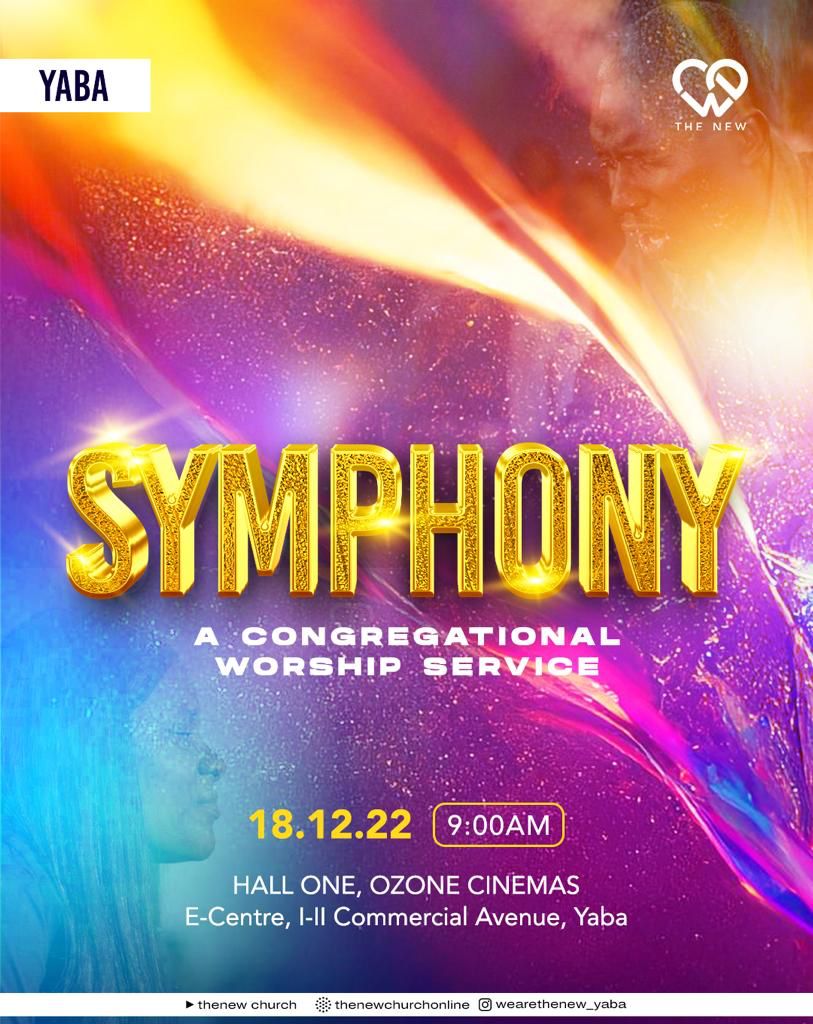 YABA
THE NEW
SYMPHONY
A CONGREGATIONAL
WORSHIP SERVICE
18.12.22 9:00AM
HALL ONE, OZONE CINEMAS
E-Centre, I-II Commercial Avenue, Yaba
thenew church thenewchurchonline wearethenew_yaba